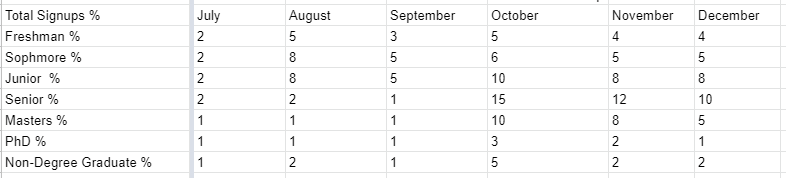 Total Signups % July August September October November December
Freshman % 2 5 3 5 4 4
Sophmore % 2 8 5 6 5 5
Junior % 2 8 5 10 8 8
Senior % 2 2 1 15 12 10
Masters % 1 1 1 10 8 5
PhD % 1 1 1 3 2 1
Non-Degree Graduate % 1 2 1 5 2 2